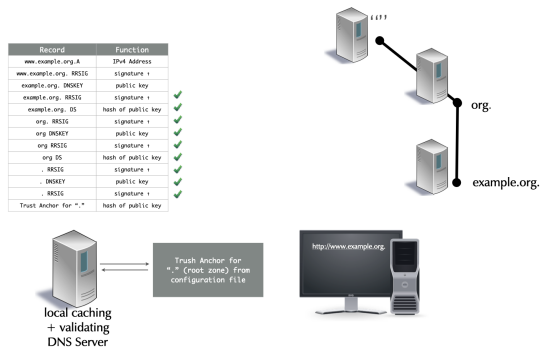 Record Function
www.example.org.A IPv4 Address
www.example.org. RRSIG signature +
example.org. DNSKEY public key
example.org. RRSIG signature +
example.org. DS hash of public key
org. RRSIG signature +
org DNSKEY public key
org RRSIG signature +
org DS hash of public key
. RRSIG signature +
. DNSKEY public key
. RRSIG signature +
Trust Anchor for “.” hash of public key
“”
org.
example.org.
local caching
+ validating
DNS Server
Trush Anchor for
“.” (root zone) from
configuration file
http://www.example.org.